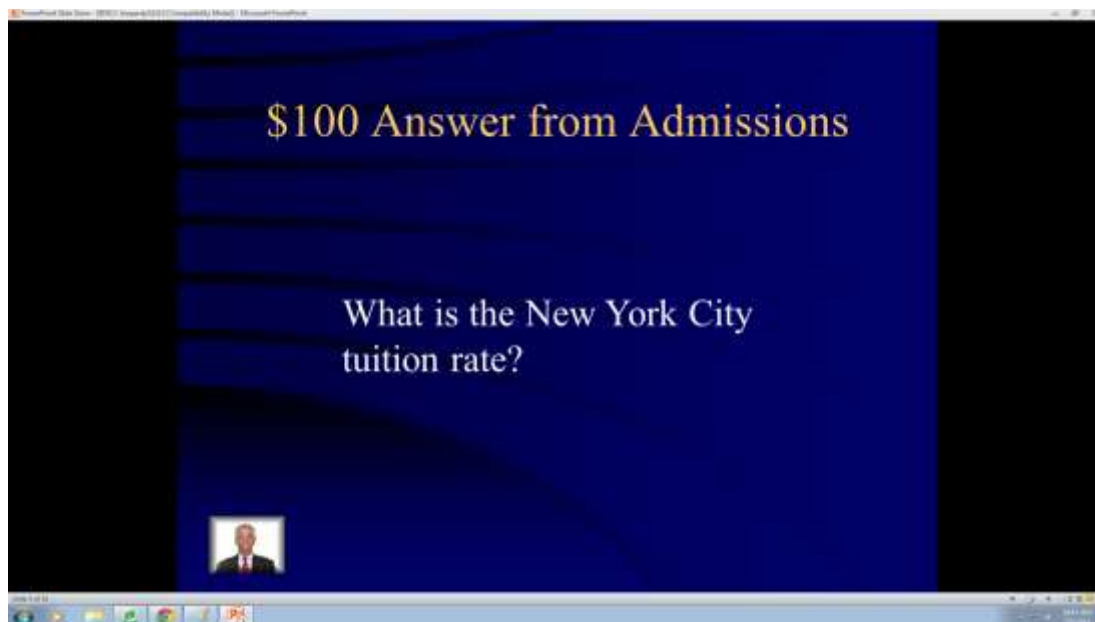 $100 Answer from Admissions
What is the New York City
tuition rate?